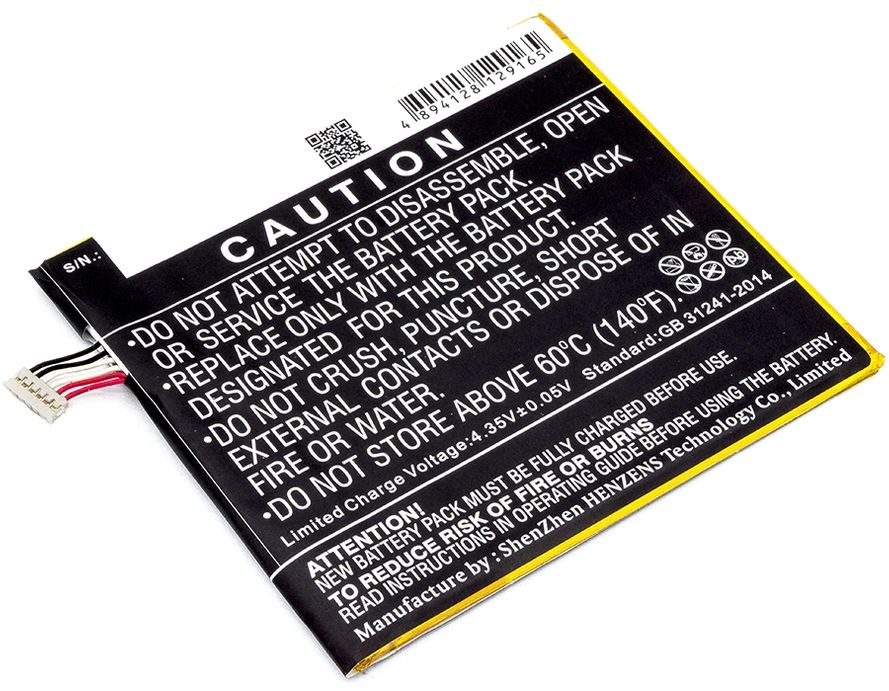 4 894128 129165
CAUTION
S/N.:
•DO NOT ATTEMPT TO DISASSEMBLE, OPEN
OR SERVICE THE BATTERY PACK.
•REPLACE ONLY WITH THE BATTERY PACK
DESIGNATED FOR THIS PRODUCT.
•DO NOT CRUSH, PUNCTURE, SHORT
EXTERNAL CONTACTS OR DISPOSE OF IN
FIRE OR WATER.
•DO NOT STORE ABOVE 60°C (140°F).
Limited Charge Voltage:4.35V±0.05V Standard:GB 31241-2014
ATTENTION!
NEW BATTERY PACK MUST BE FULLY CHARGED BEFORE USE.
TO REDUCE RISK OF FIRE OR BURNS
READ INSTRUCTIONS IN OPERATING GUIDE BEFORE USING THE BATTERY.
Manufacture by : ShenZhen HENZENS Technology Co., Limited